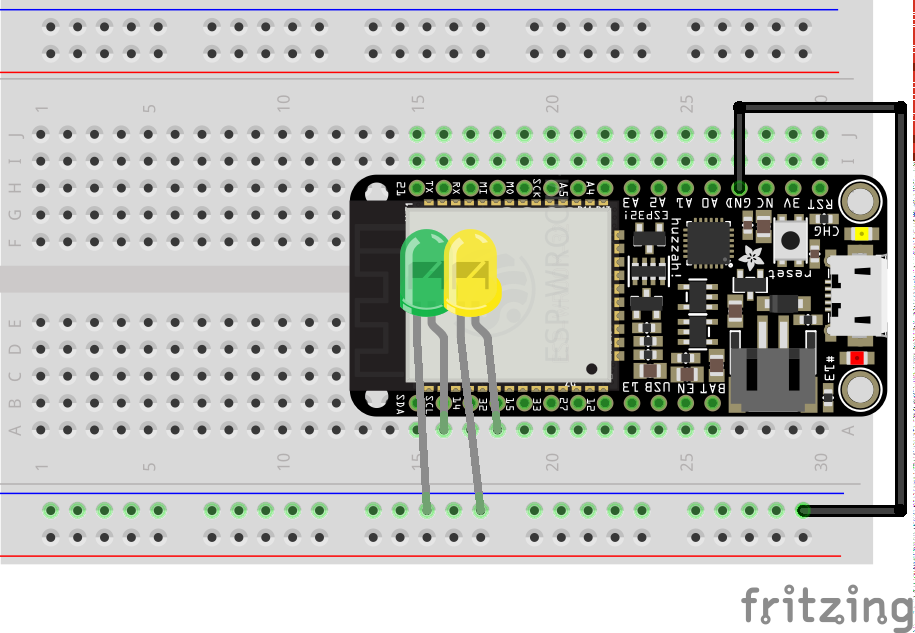 1 5 10 15 20 25 30
J J
I I
H
G
F
21 TX RX MI MO SCK A5 A4 A3 A2 A1 A0 GND NC 3V RST
ESP32!
huzzah!
CHG
reset
ESP-WROOM
E
D
C
B
A A
#13
SDA SCL 14 32 15 33 27 12 13 USB EN BAT
1 5 10 15 20 25 30
fritzing